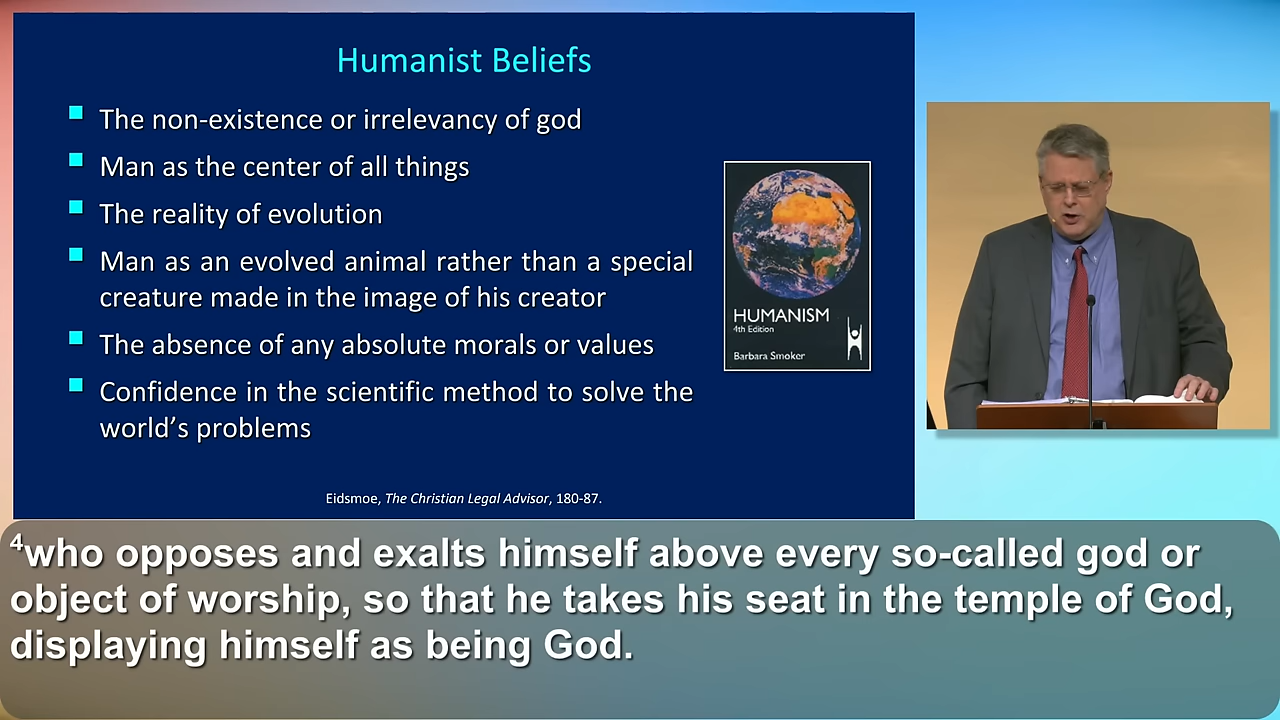 Humanist Beliefs
The non-existence or irrelevancy of god
Man as the center of all things
The reality of evolution
Man as an evolved animal rather than a special
creature made in the image of his creator
The absence of any absolute morals or values
Confidence in the scientific method to solve the
world’s problems
Eidsmoe, The Christian Legal Advisor, 180-87.
HUMANISM
4th Edition
Barbara Smoker
4who opposes and exalts himself above every so-called god or
object of worship, so that he takes his seat in the temple of God,
displaying himself as being God.